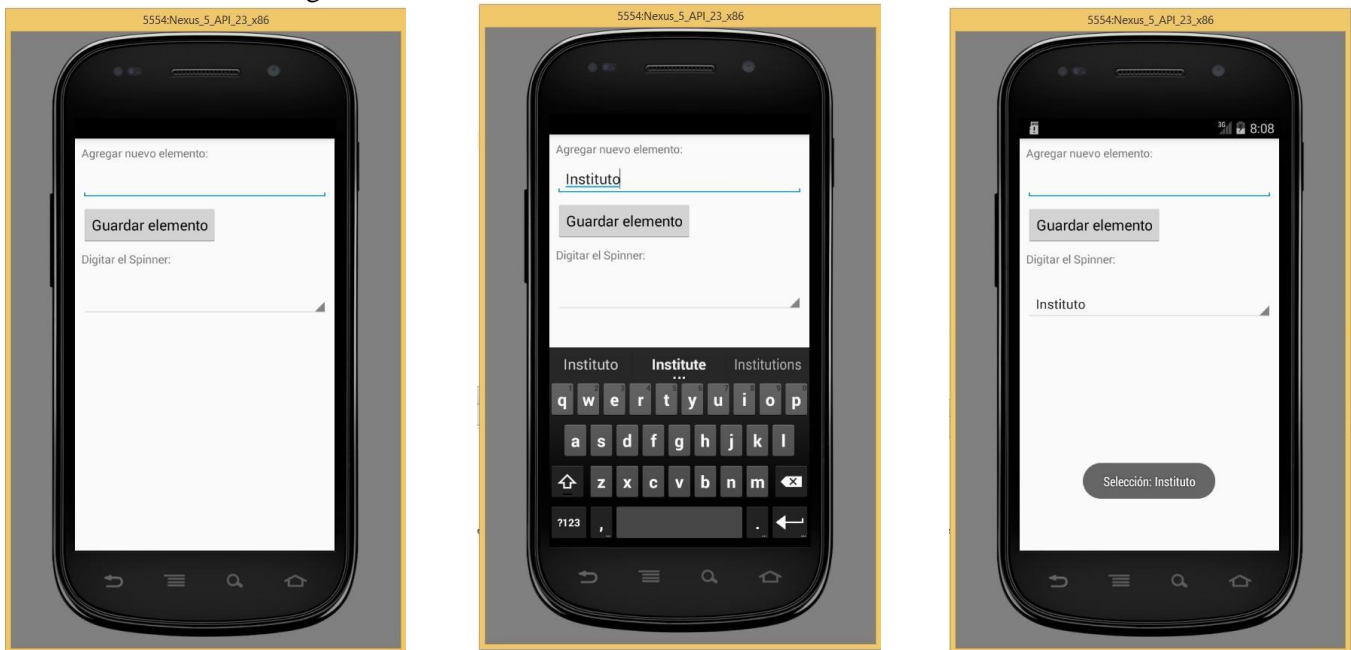 5554:Nexus_5_API_23_x86
Agregar nuevo elemento:
Guardar elemento
Digitar el Spinner:
5554:Nexus_5_API_23_x86
Agregar nuevo elemento:
Instituto
Guardar elemento
Digitar el Spinner:
Instituto Institute Institutions
q w e r t y u i o p
a s d f g h j k l
z x c v b n m
?123 , .
5554:Nexus_5_API_23_x86
3G 8:08
Agregar nuevo elemento:
Guardar elemento
Digitar el Spinner:
Instituto
Selección: Instituto